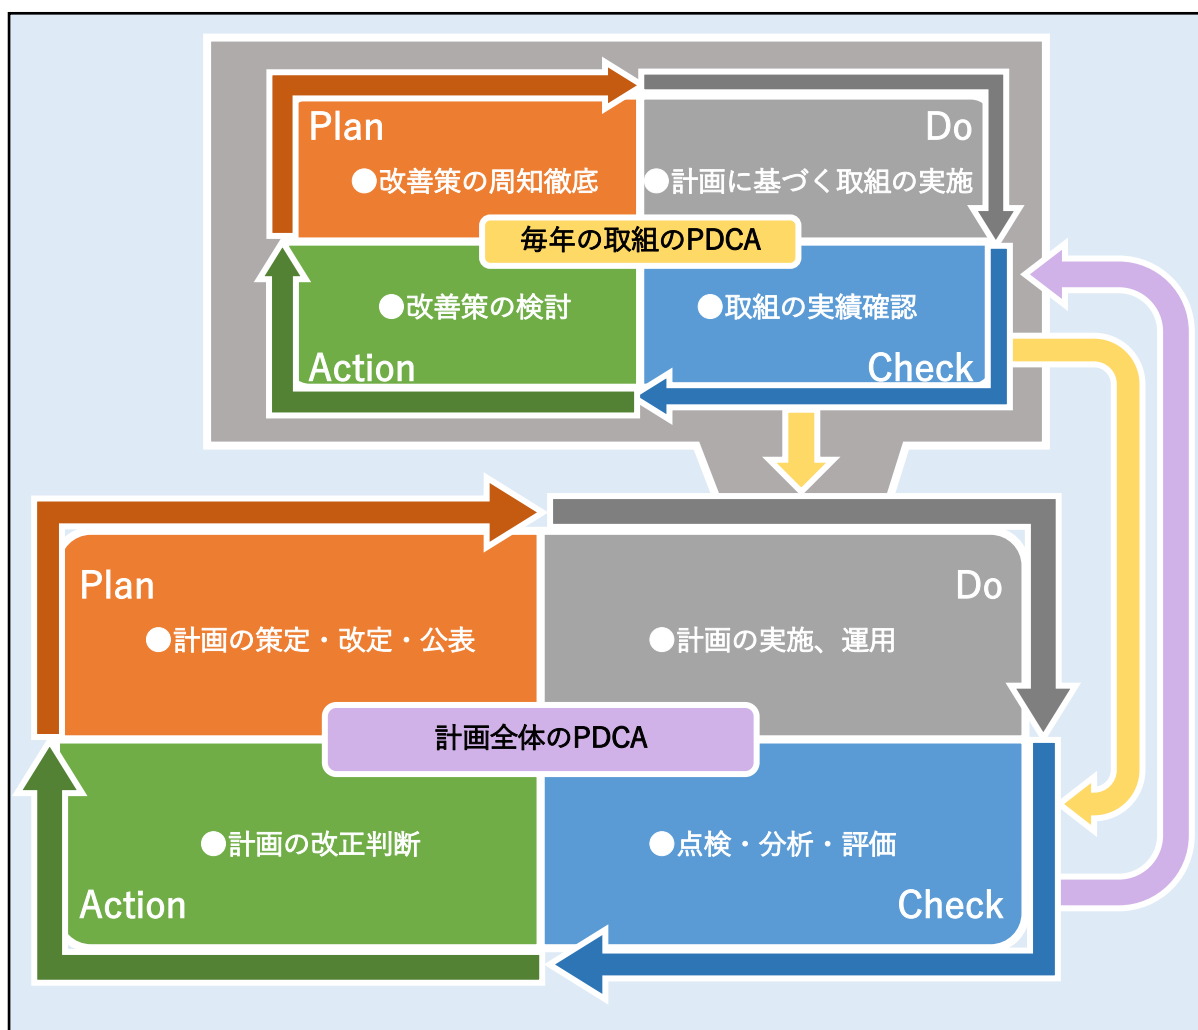 Plan
Do
●改善策の周知徹底
●計画に基づく取組の実施
毎年の取組のPDCA
●改善策の検討
●取組の実績確認
Action
Check
Plan
Do
●計画の策定・改定・公表
●計画の実施、運用
計画全体のPDCA
●計画の改正判断
●点検・分析・評価
Action
Check